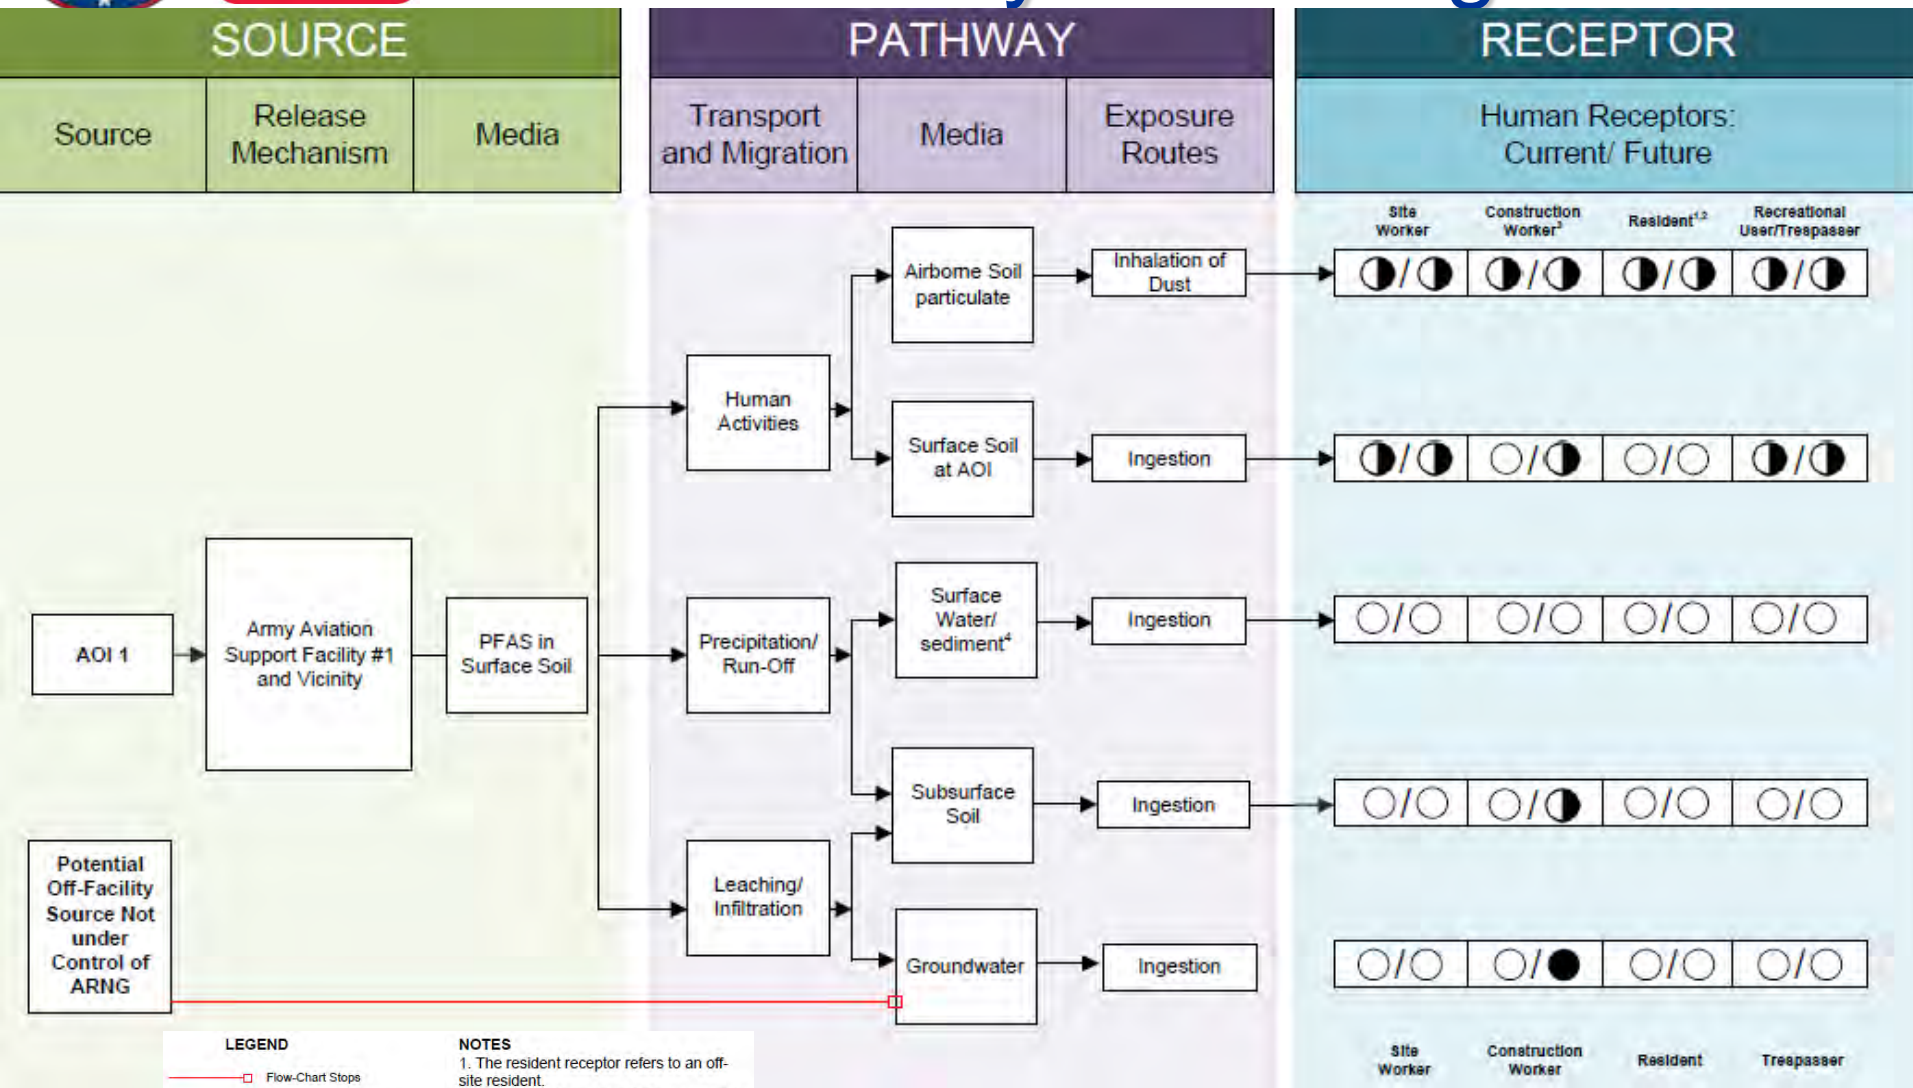 SOURCE
PATHWAY
RECEPTOR
Source
Release
Mechanism
Media
Transport
and Migration
Media
Exposure
Routes
Human Receptors:
Current/ Future
Site
Worker
Construction
Worker³
Resident¹,²
Recreational
User/Trespasser
Airborne Soil
particulate
Inhalation of
Dust
Human
Activities
Surface Soil
at AOI
Ingestion
AOI 1
Army Aviation
Support Facility #1
and Vicinity
PFAS in
Surface Soil
Precipitation/
Run-Off
Surface
Water/
sediment⁴
Ingestion
Subsurface
Soil
Ingestion
Potential
Off-Facility
Source Not
under
Control of
ARNG
Leaching/
Infiltration
Groundwater
Ingestion
LEGEND
Flow-Chart Stops
NOTES
1. The resident receptor refers to an off-
site resident.
Site
Worker
Construction
Worker
Resident
Trespasser